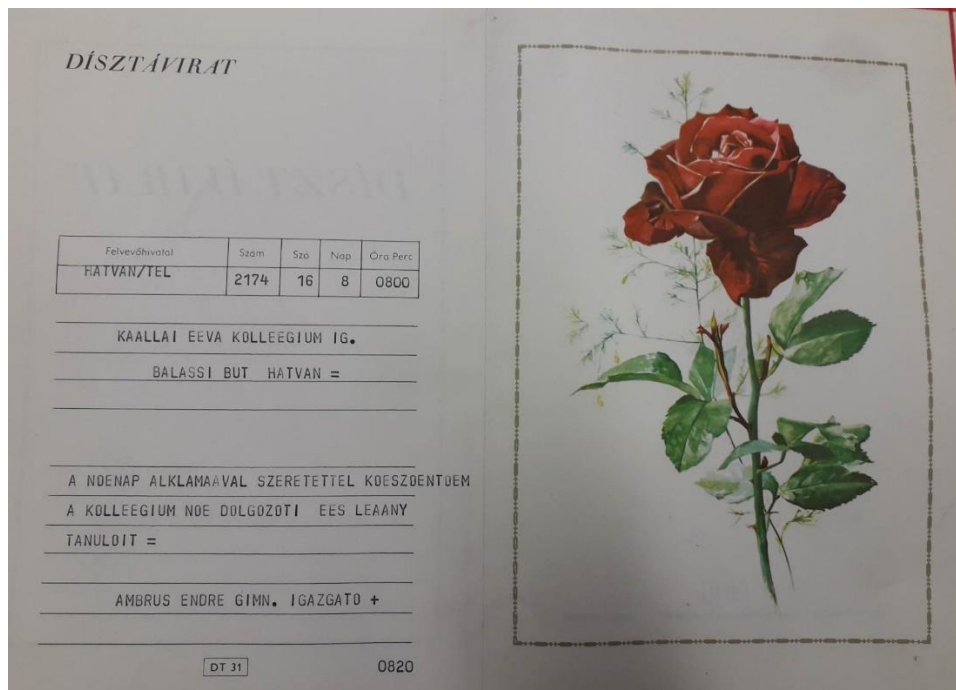 DÍSZTÁVIRAT
Felvevőhivatal Szám Szó Nap Óra Perc
HATVAN/TEL 2174 16 8 0800
KAALLAI EEVA KOLLEEGIUM IG.
BALASSI BUT HATVAN =
A NOENAP ALKLAMAAVAL SZERETETTEL KOESZOENTOEM
A KOLLEEGIUM NOE DOLGOZOTI EES LEAANY
TANULOIT =
AMBRUS ENDRE GIMN. IGAZGATO +
DT 31 0820